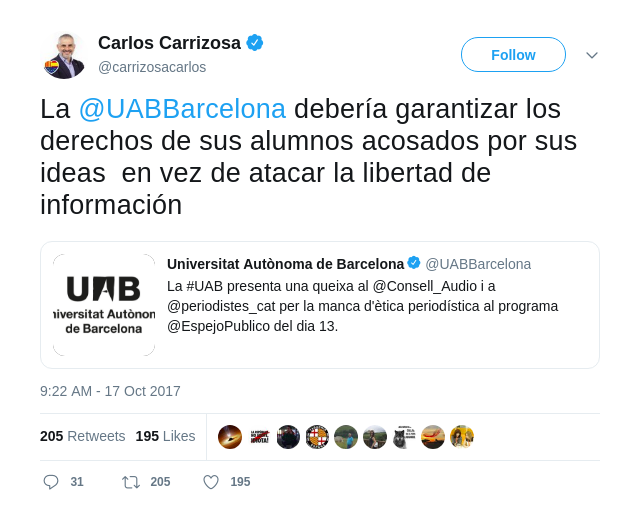 Carlos Carrizosa
@carrizosacarlos
Follow
La @UABBarcelona debería garantizar los
derechos de sus alumnos acosados por sus
ideas  en vez de atacar la libertad de
información
UAB
Universitat Autònoma de Barcelona @UABBarcelona
La #UAB presenta una queixa al @Consell_Audio i a
@periodistes_cat per la manca d'ètica periodística al programa
@EspejoPublico del dia 13.
niversitat Autònon
de Barcelona
9:22 AM - 17 Oct 2017
205 Retweets 195 Likes
31 205 195